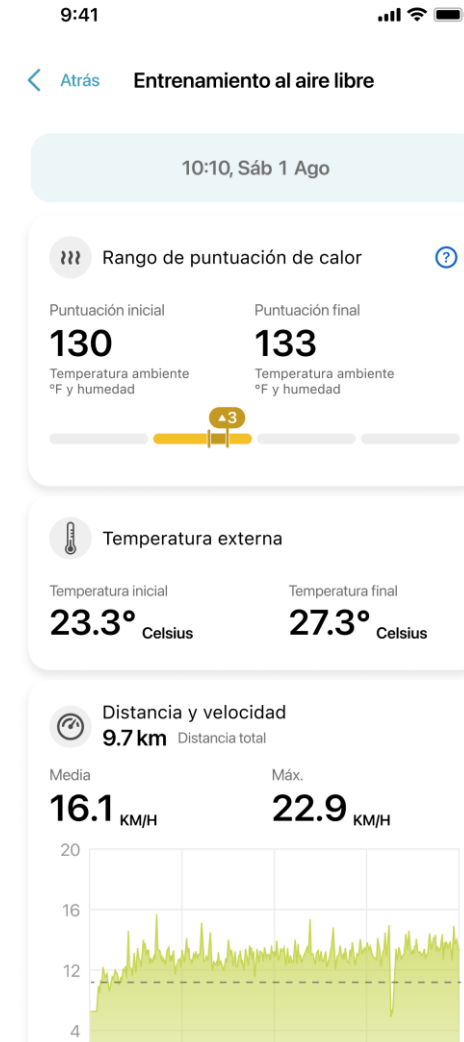 9:41
Atrás Entrenamiento al aire libre
10:10, Sáb 1 Ago
Rango de puntuación de calor ?
Puntuación inicial Puntuación final
130 133
Temperatura ambiente Temperatura ambiente
°F y humedad °F y humedad
▲3
Temperatura externa
Temperatura inicial Temperatura final
23.3° Celsius 27.3° Celsius
Distancia y velocidad
9.7 km Distancia total
Media Máx.
16.1 KM/H 22.9 KM/H
20
16
12
4